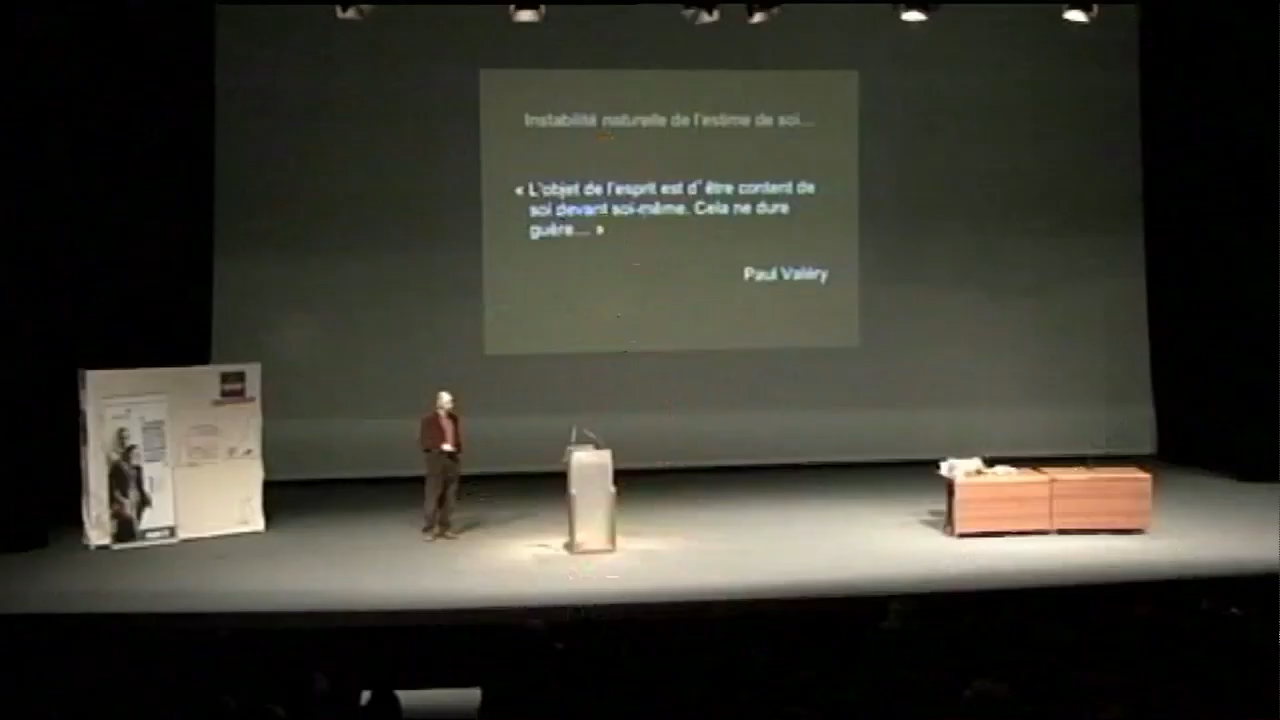 Instabilité naturelle de l'estime de soi...
« L'objet de l'esprit est d'être content de
soi devant soi-même. Cela ne dure
guère... »
Paul Valéry